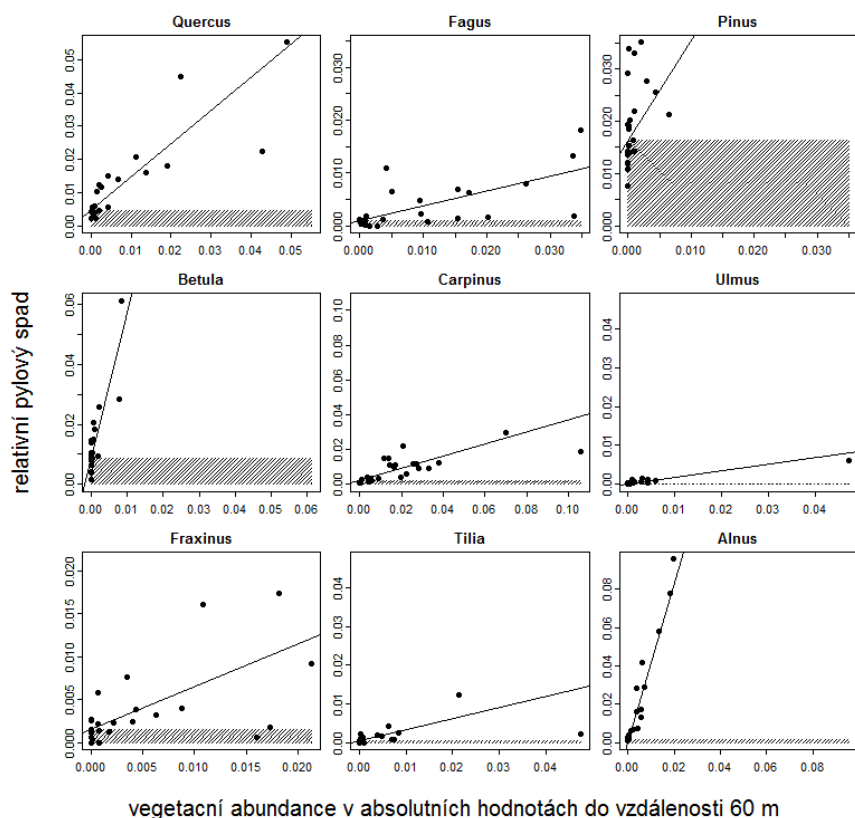 Quercus Fagus Pinus
0.00 0.01 0.02 0.03 0.04 0.05
0.00 0.01 0.02 0.03 0.04 0.05
0.000 0.010 0.020 0.030
0.000 0.010 0.020 0.030
0.000 0.010 0.020 0.030
0.000 0.010 0.020 0.030
Betula Carpinus Ulmus
0.00 0.02 0.04 0.06
0.00 0.01 0.02 0.03 0.04 0.05 0.06
0.00 0.02 0.04 0.06 0.08 0.10
0.00 0.02 0.04 0.06 0.08 0.10
0.00 0.01 0.02 0.03 0.04
0.00 0.01 0.02 0.03 0.04
relativní pylový spad
Fraxinus Tilia Alnus
0.000 0.005 0.010 0.015 0.020
0.000 0.005 0.010 0.015 0.020
0.00 0.01 0.02 0.03 0.04
0.00 0.01 0.02 0.03 0.04
0.00 0.02 0.04 0.06 0.08
0.00 0.02 0.04 0.06 0.08
vegetacní abundance v absolutních hodnotách do vzdálenosti 60 m